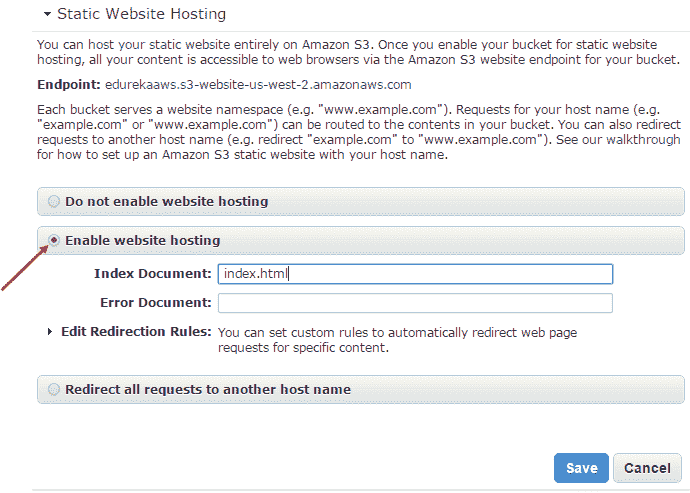 Static Website Hosting
You can host your static website entirely on Amazon S3. Once you enable your bucket for static website
hosting, all your content is accessible to web browsers via the Amazon S3 website endpoint for your bucket.
Endpoint: edurekaaws.s3-website-us-west-2.amazonaws.com
Each bucket serves a website namespace (e.g. "www.example.com"). Requests for your host name (e.g.
"example.com" or "www.example.com") can be routed to the contents in your bucket. You can also redirect
requests to another host name (e.g. redirect "example.com" to "www.example.com"). See our walkthrough
for how to set up an Amazon S3 static website with your host name.
Do not enable website hosting
Enable website hosting
Index Document: index.html
Error Document:
Edit Redirection Rules: You can set custom rules to automatically redirect web page
requests for specific content.
Redirect all requests to another host name
Save Cancel